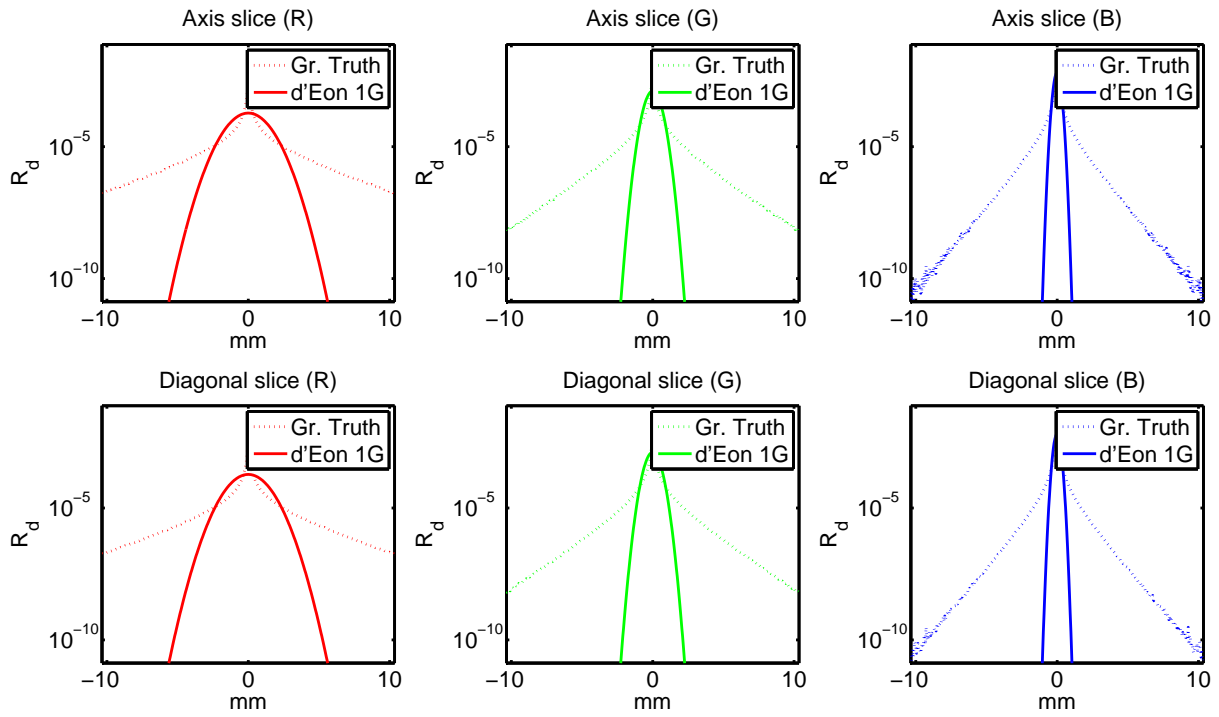 Axis slice (R)
Axis slice (G)
Axis slice (B)
Gr. Truth
d'Eon 1G
Gr. Truth
d'Eon 1G
Gr. Truth
d'Eon 1G
R_d
10^−5
10^−10
R_d
10^−5
10^−10
R_d
10^−5
10^−10
−10 0 10
−10 0 10
−10 0 10
mm
mm
mm
Diagonal slice (R)
Diagonal slice (G)
Diagonal slice (B)
Gr. Truth
d'Eon 1G
Gr. Truth
d'Eon 1G
Gr. Truth
d'Eon 1G
R_d
10^−5
10^−10
R_d
10^−5
10^−10
R_d
10^−5
10^−10
−10 0 10
−10 0 10
−10 0 10
mm
mm
mm